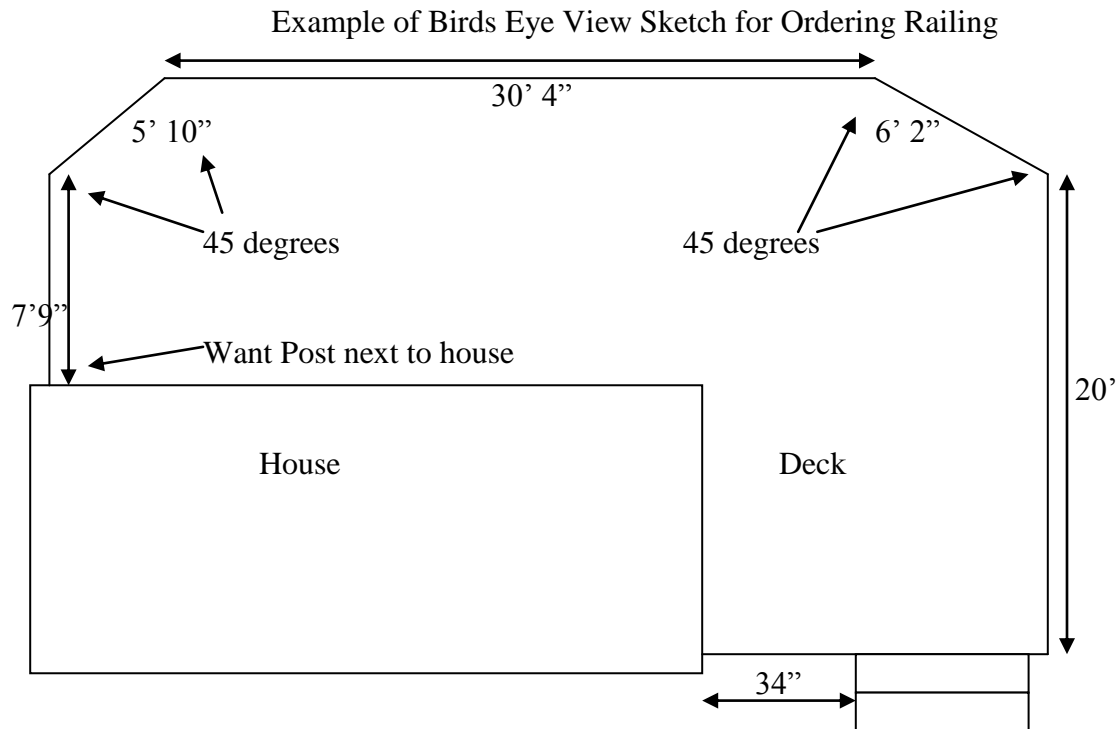 Example of Birds Eye View Sketch for Ordering Railing
30’ 4”
5’ 10”
6’ 2”
45 degrees
45 degrees
7’9”
Want Post next to house
20’
House
Deck
34”